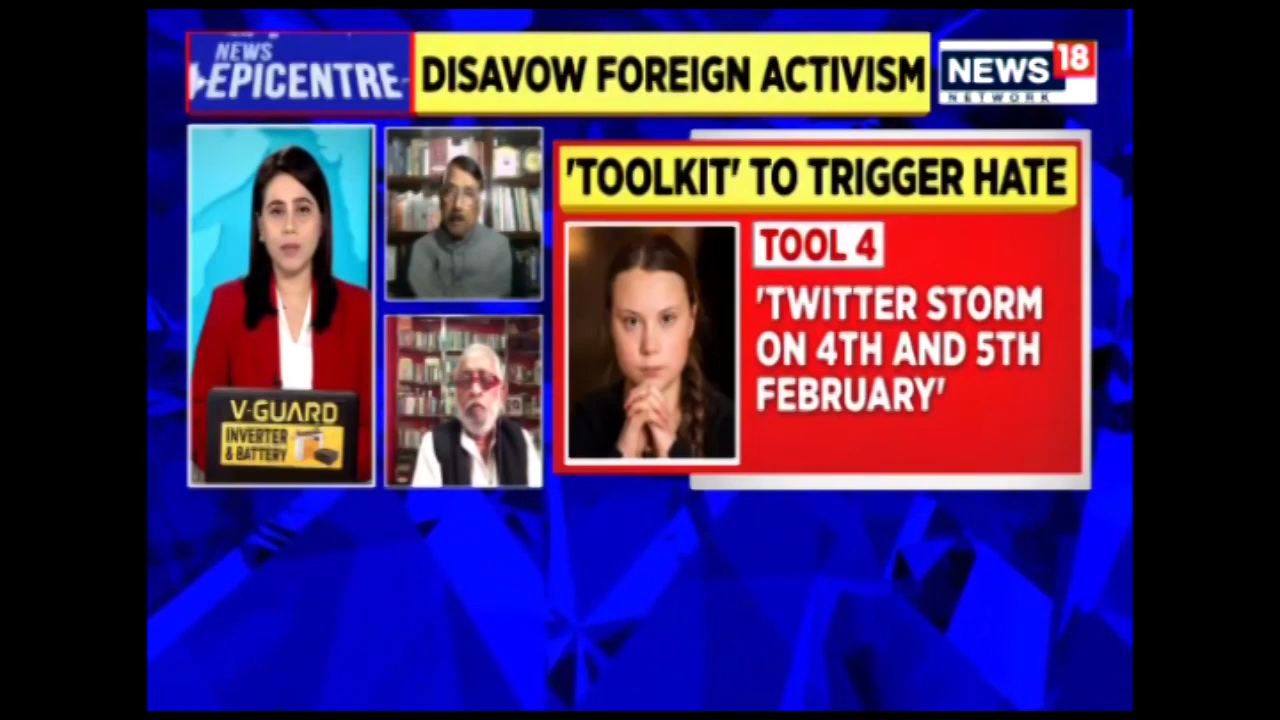 NEWS
EPICENTRE
DISAVOW FOREIGN ACTIVISM
NEWS 18
NETWORK
'TOOLKIT' TO TRIGGER HATE
TOOL 4
'TWITTER STORM
ON 4TH AND 5TH
FEBRUARY'
V-GUARD
INVERTER
& BATTERY